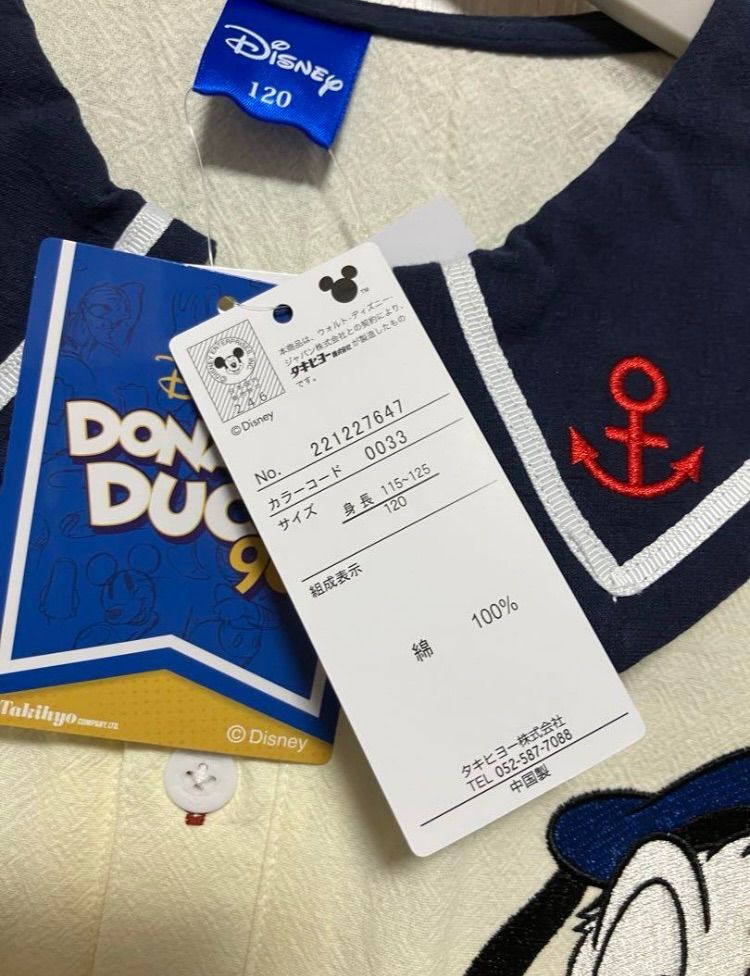 Disney
120
DONA
DUC
90
Takihyo COMPANY, LTD.
©Disney
本商品は、ウォルト・ディズニー・
ジャパン株式会社との契約により、
タキヒヨー株式会社が製造したもの
です。
246
©Disney
No. 221227647
カラーコード 0033
サイズ 身長 115~125
120
組成表示
綿 100%
タキヒヨー株式会社
TEL 052-587-7088
中国製